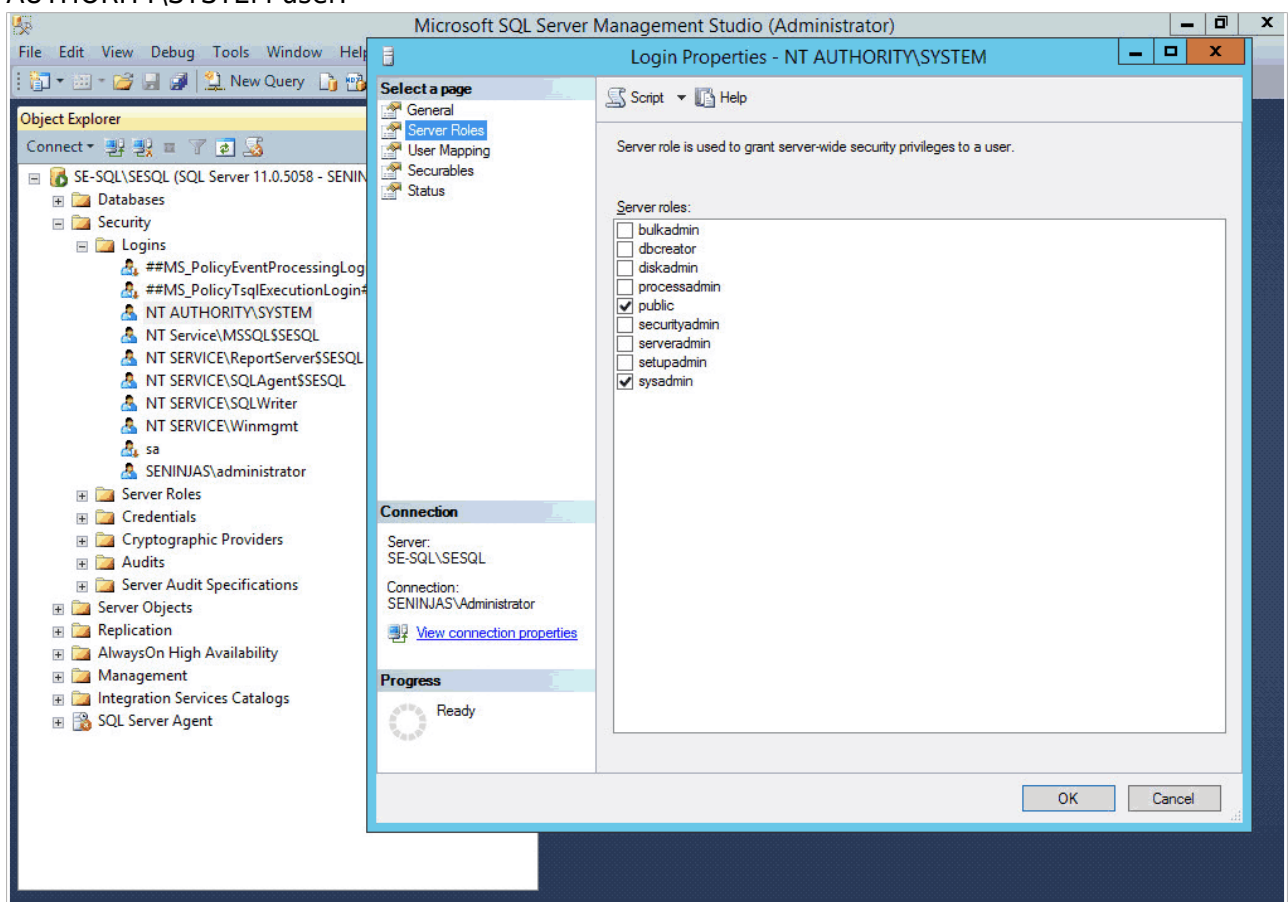 AUTHORITY\SYSTEM user.
Microsoft SQL Server Management Studio (Administrator)
File Edit View Debug Tools Window Help
New Query
Object Explorer
Connect
SE-SQL\SESQL (SQL Server 11.0.5058 - SENIN
Databases
Security
Logins
##MS_PolicyEventProcessingLog
##MS_PolicyTsqlExecutionLogin#
NT AUTHORITY\SYSTEM
NT Service\MSSQL$SESQL
NT SERVICE\ReportServer$SESQL
NT SERVICE\SQLAgent$SESQL
NT SERVICE\SQLWriter
NT SERVICE\Winmgmt
sa
SENINJAS\administrator
Server Roles
Credentials
Cryptographic Providers
Audits
Server Audit Specifications
Server Objects
Replication
AlwaysOn High Availability
Management
Integration Services Catalogs
SQL Server Agent
Login Properties - NT AUTHORITY\SYSTEM
Select a page
General
Server Roles
User Mapping
Securables
Status
Connection
Server:
SE-SQL\SESQL
Connection:
SENINJAS\Administrator
View connection properties
Progress
Ready
Script Help
Server role is used to grant server-wide security privileges to a user.
Server roles:
bulkadmin
dbcreator
diskadmin
processadmin
public
securityadmin
serveradmin
setupadmin
sysadmin
OK Cancel